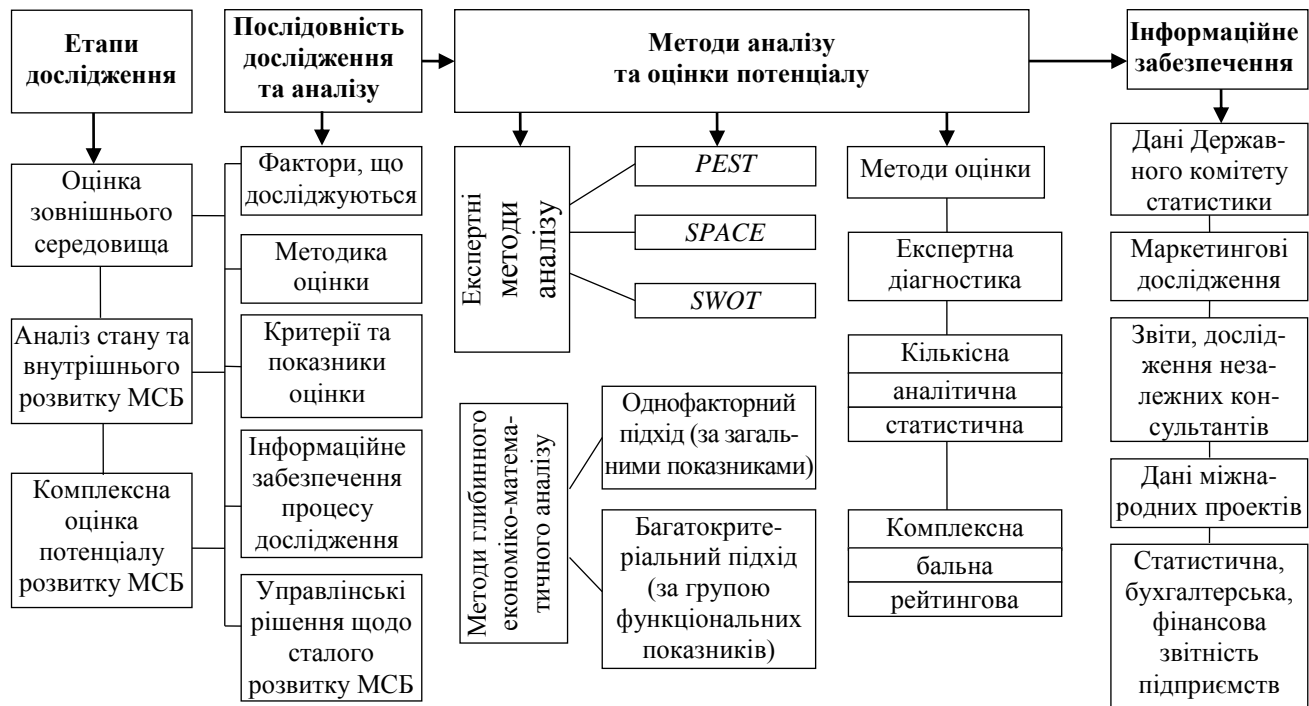 Етапи
дослідження
Оцінка
зовнішнього
середовища
Аналіз стану та
внутрішнього
розвитку МСБ
Комплексна
оцінка
потенціалу
розвитку МСБ
Послідовність
дослідження
та аналізу
Фактори, що
досліджуються
Методика
оцінки
Критерії та
показники
оцінки
Інформаційне
забезпечення
процесу
дослідження
Управлінські
рішення щодо
сталого
розвитку МСБ
Методи аналізу
та оцінки потенціалу
Експертні
методи
аналізу
PEST
SPACE
SWOT
Методи глибинного
економіко-матема-
тичного аналізу
Однофакторний
підхід (за загаль-
ними показниками)
Багатокрите-
ріальний підхід
(за групою
функціональних
показників)
Методи оцінки
Експертна
діагностика
Кількісна
аналітична
статистична
Комплексна
бальна
рейтингова
Інформаційне
забезпечення
Дані Держав-
ного комітету
статистики
Маркетингові
дослідження
Звіти, дослід-
ження неза-
лежних кон-
сультантів
Дані міжна-
родних проектів
Статистична,
бухгалтерська,
фінансова
звітність
підприємств